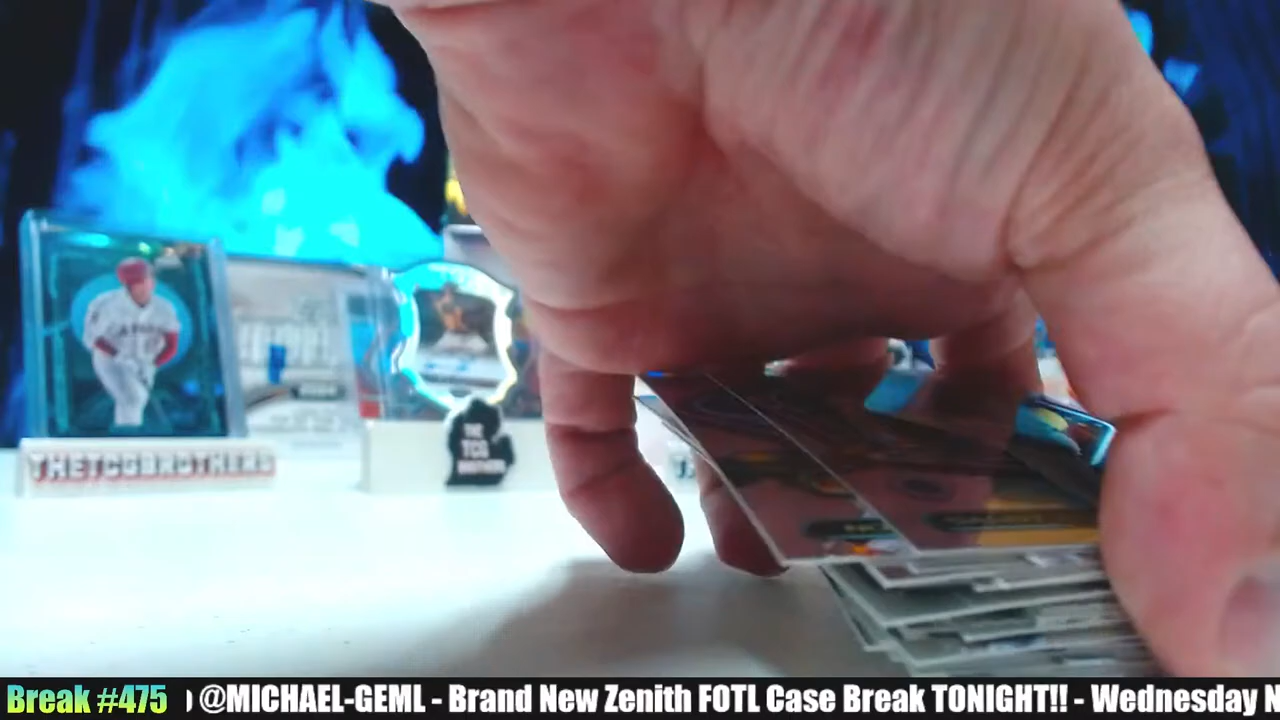 THETCGBROTHERS
THE
TCG
BROTHERS
Break #475
) @MICHAEL-GEML - Brand New Zenith FOTL Case Break TONIGHT!! - Wednesday N